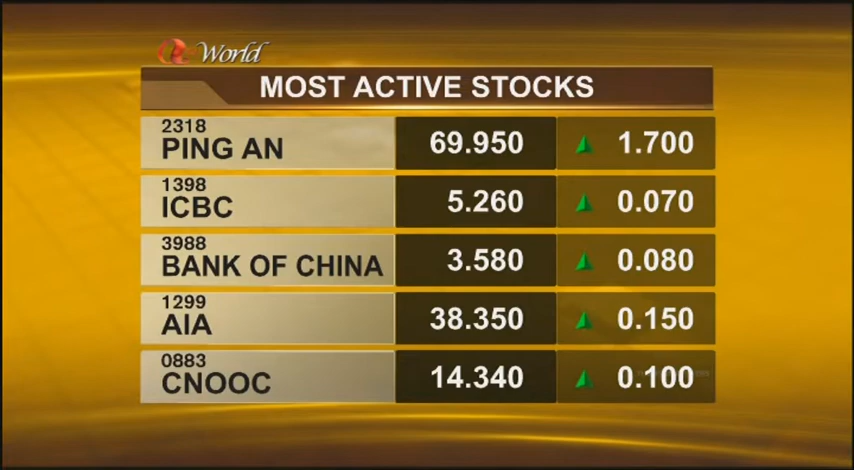 World
MOST ACTIVE STOCKS
2318
PING AN 69.950 1.700
1398
ICBC 5.260 0.070
3988
BANK OF CHINA 3.580 0.080
1299
AIA 38.350 0.150
0883
CNOOC 14.340 0.100